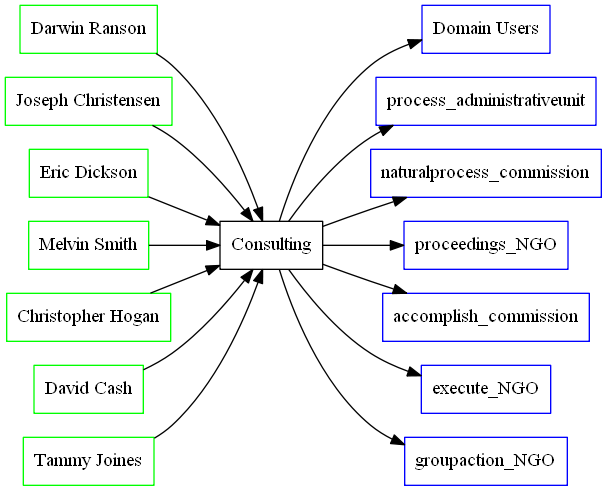 Darwin Ranson
Joseph Christensen
Eric Dickson
Melvin Smith
Christopher Hogan
David Cash
Tammy Joines
Consulting
Domain Users
process_administrativeunit
naturalprocess_commission
proceedings_NGO
accomplish_commission
execute_NGO
groupaction_NGO